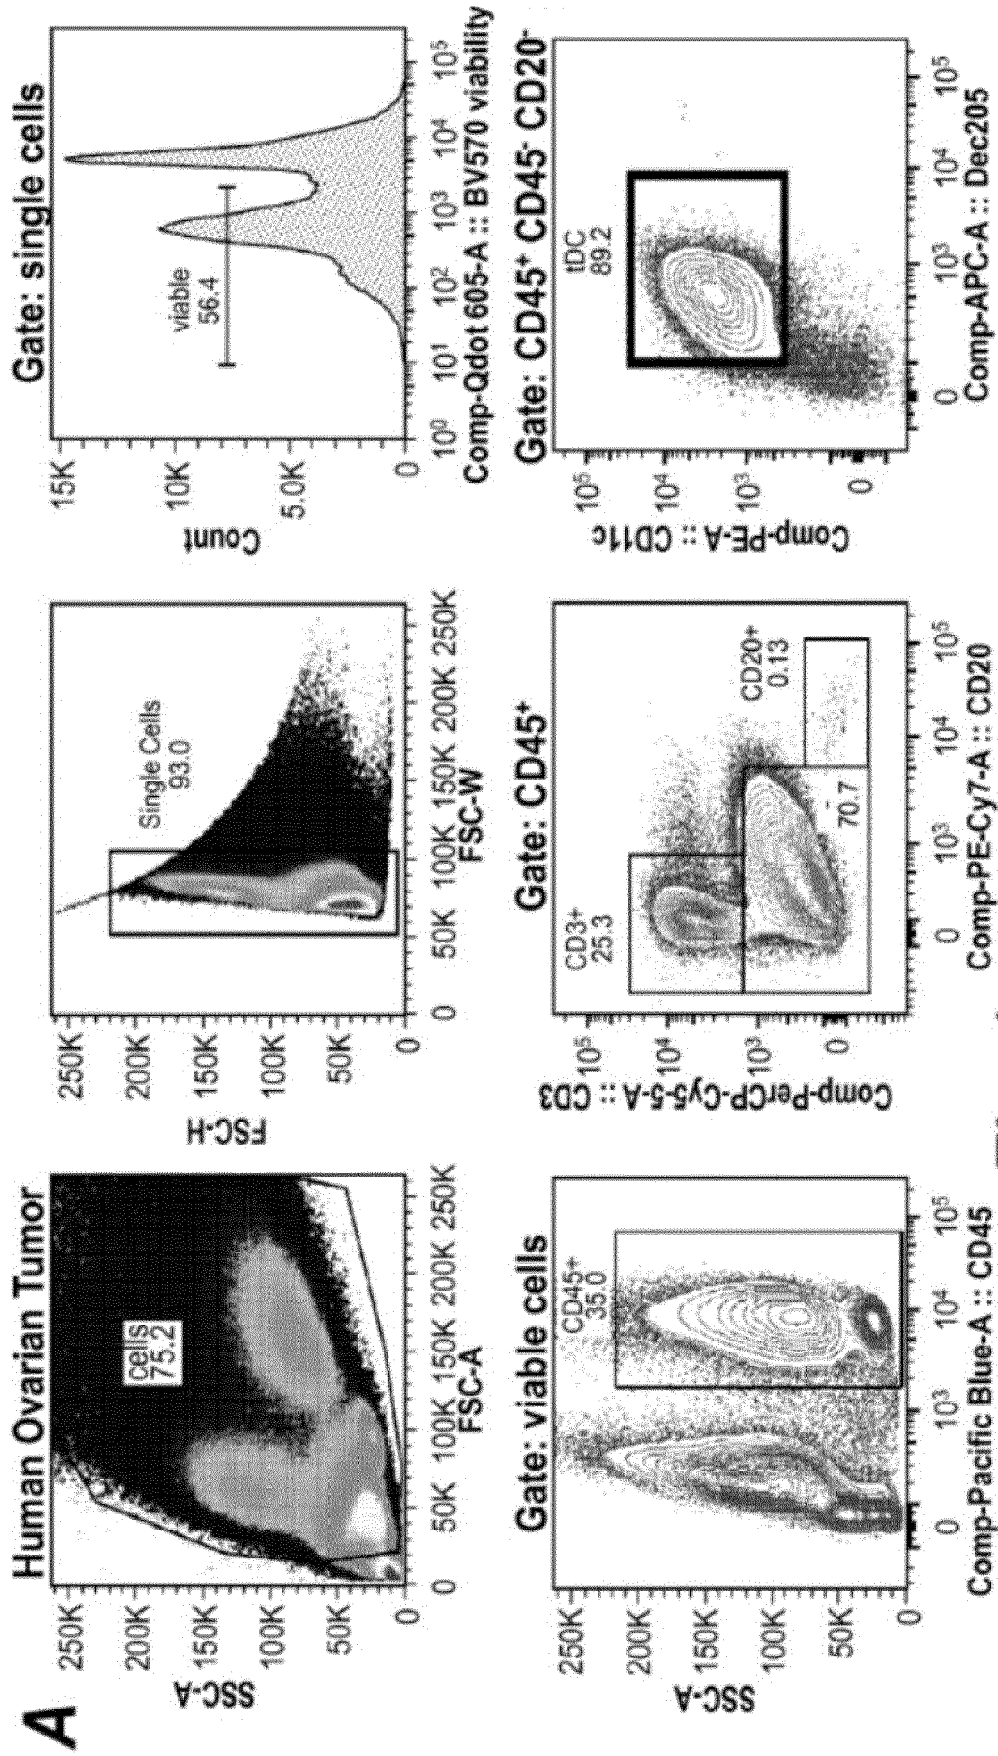 A
Human Ovarian Tumor
SSC-A
250K
200K
150K
100K
50K
0
cells
75.2
0 50K 100K 150K 200K 250K
FSC-A
FSC-H
250K
200K
150K
100K
50K
0
Single Cells
93.0
0 50K 100K 150K 200K 250K
FSC-W
Gate: single cells
Count
15K
10K
5.0K
0
viable
56.4
10⁰ 10¹ 10² 10³ 10⁴ 10⁵
Comp-Qdot 605-A :: BV570 viability
Gate: viable cells
SSC-A
250K
200K
150K
100K
50K
0
CD45+
35.0
0 10³ 10⁴ 10⁵
Comp-Pacific Blue-A :: CD45
Gate: CD45⁺
Comp-PerCP-Cy5-5-A :: CD3
10⁵
10⁴
10³
0
CD3+
25.3
CD20+
0.13
-
70.7
0 10³ 10⁴ 10⁵
Comp-PE-Cy7-A :: CD20
Gate: CD45⁺ CD45⁻ CD20⁻
Comp-PE-A :: CD11c
10⁵
10⁴
10³
0
tDC
89.2
0 10³ 10⁴ 10⁵
Comp-APC-A :: Dec205